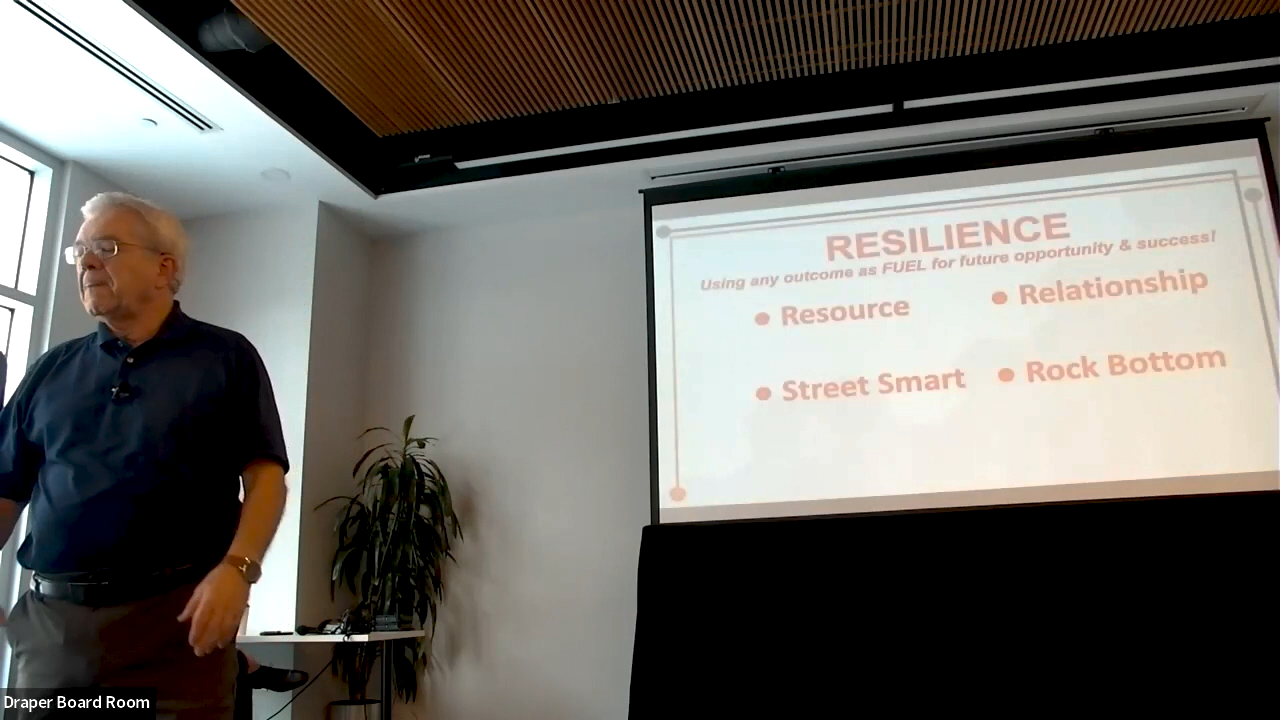 RESILIENCE
Using any outcome as FUEL for future opportunity & success!
● Resource
● Relationship
● Street Smart
● Rock Bottom
Draper Board Room